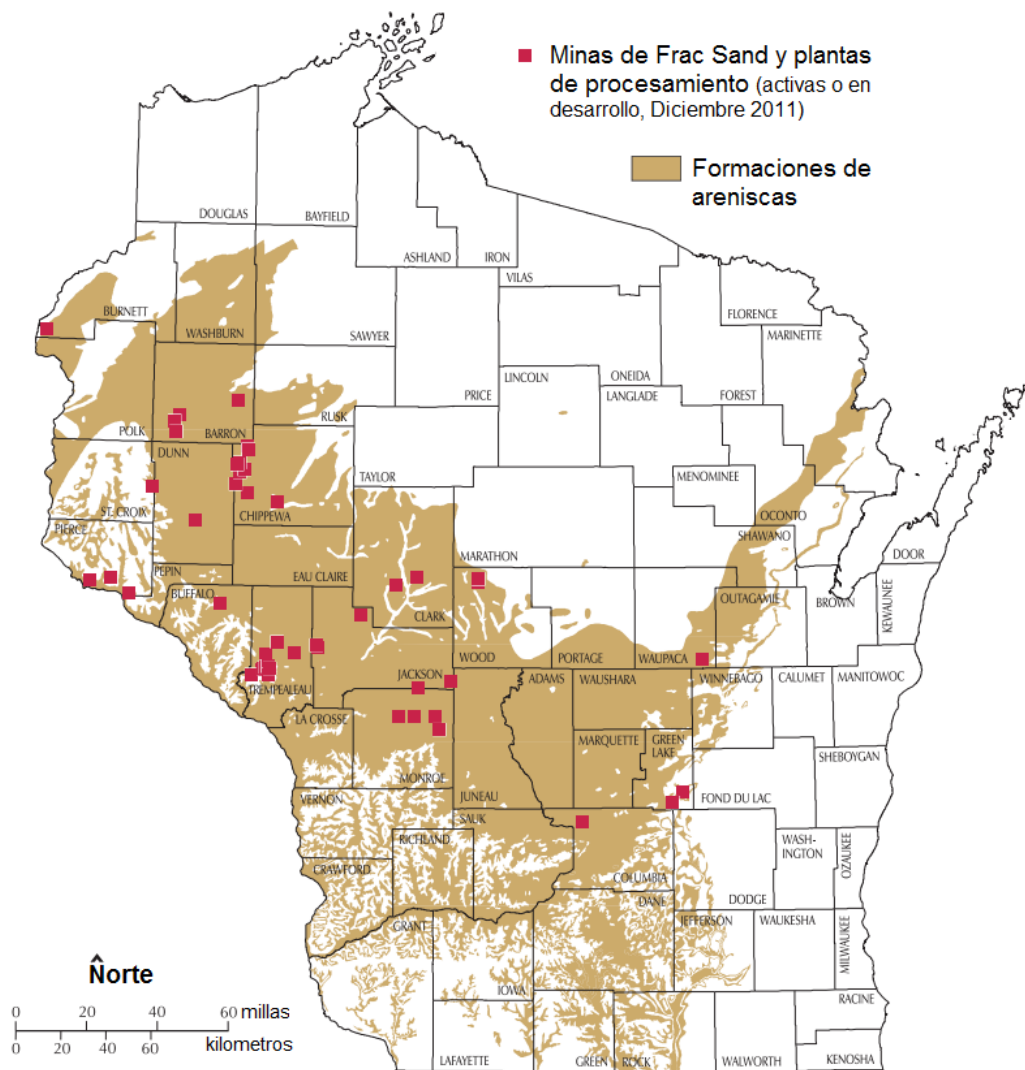 Minas de Frac Sand y plantas
de procesamiento (activas o en
desarrollo, Diciembre 2011)
Formaciones de
areniscas
DOUGLAS
BAYFIELD
ASHLAND
IRON
VILAS
FLORENCE
BURNETT
WASHBURN
SAWYER
MARINETTE
ONEIDA
PRICE
LINCOLN
LANGLADE
FOREST
RUSK
POLK
BARRON
DUNN
TAYLOR
MENOMINEE
OCONTO
ST. CROIX
CHIPPEWA
PIERCE
SHAWANO
MARATHON
DOOR
PEPIN
EAU CLAIRE
BUFFALO
OUTAGAMIE
BROWN
KEWAUNEE
CLARK
WOOD
PORTAGE
WAUPACA
JACKSON
ADAMS
WAUSHARA
WINNEBAGO
CALUMET
MANITOWOC
TREMPEALEAU
LA CROSSE
MARQUETTE
GREEN
LAKE
SHEBOYGAN
MONROE
VERNON
JUNEAU
FOND DU LAC
SAUK
RICHLAND
WASH-
INGTON
OZAUKEE
CRAWFORD
COLUMBIA
DODGE
DANE
GRANT
JEFFERSON
WAUKESHA
MILWAUKEE
IOWA
RACINE
LAFAYETTE
GREEN
ROCK
WALWORTH
KENOSHA
Norte
0 20 40 60 millas
0 20 40 60 kilometros